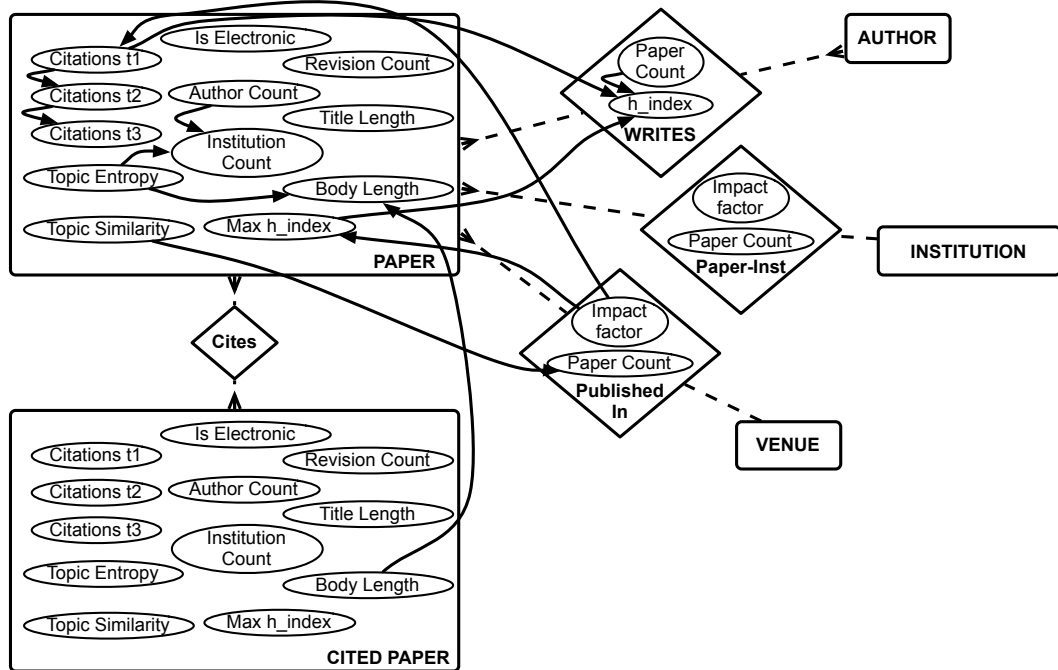 Is Electronic
Citations t1
Revision Count
Citations t2
Author Count
Title Length
Citations t3
Institution
Count
Topic Entropy
Body Length
Topic Similarity
Max h_index
PAPER
Paper
Count
h_index
WRITES
AUTHOR
Impact
factor
Paper Count
Paper-Inst
INSTITUTION
Cites
Impact
factor
Paper Count
Published
In
VENUE
Is Electronic
Citations t1
Revision Count
Citations t2
Author Count
Title Length
Citations t3
Institution
Count
Topic Entropy
Body Length
Topic Similarity
Max h_index
CITED PAPER